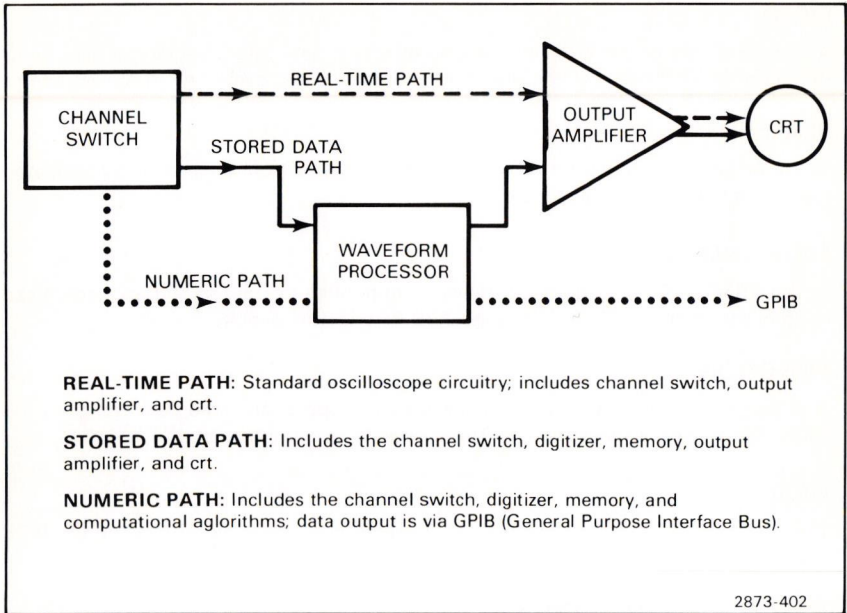 REAL-TIME PATH
CHANNEL
SWITCH
OUTPUT
AMPLIFIER
CRT
STORED DATA
PATH
WAVEFORM
PROCESSOR
NUMERIC PATH
GPIB
REAL-TIME PATH: Standard oscilloscope circuitry; includes channel switch, output
amplifier, and crt.
STORED DATA PATH: Includes the channel switch, digitizer, memory, output
amplifier, and crt.
NUMERIC PATH: Includes the channel switch, digitizer, memory, and
computational aglorithms; data output is via GPIB (General Purpose Interface Bus).
2873-402